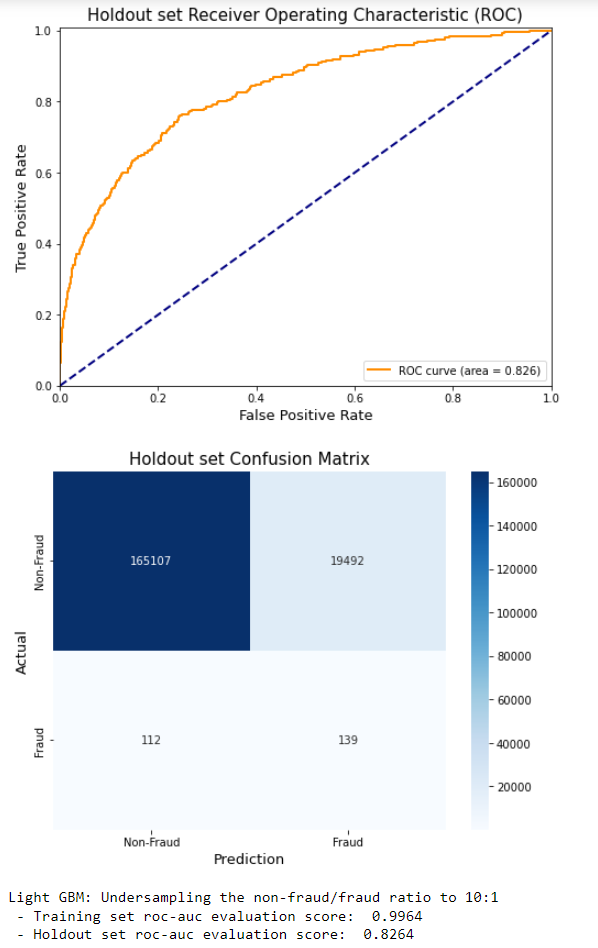 Holdout set Receiver Operating Characteristic (ROC)
1.0
0.8
0.6
0.4
0.2
0.0
True Positive Rate
ROC curve (area = 0.826)
0.0 0.2 0.4 0.6 0.8 1.0
False Positive Rate
Holdout set Confusion Matrix
Actual
Non-Fraud
Fraud
165107 19492
112 139
Non-Fraud Fraud
Prediction
160000
140000
120000
100000
80000
60000
40000
20000
Light GBM: Undersampling the non-fraud/fraud ratio to 10:1
- Training set roc-auc evaluation score: 0.9964
- Holdout set roc-auc evaluation score: 0.8264